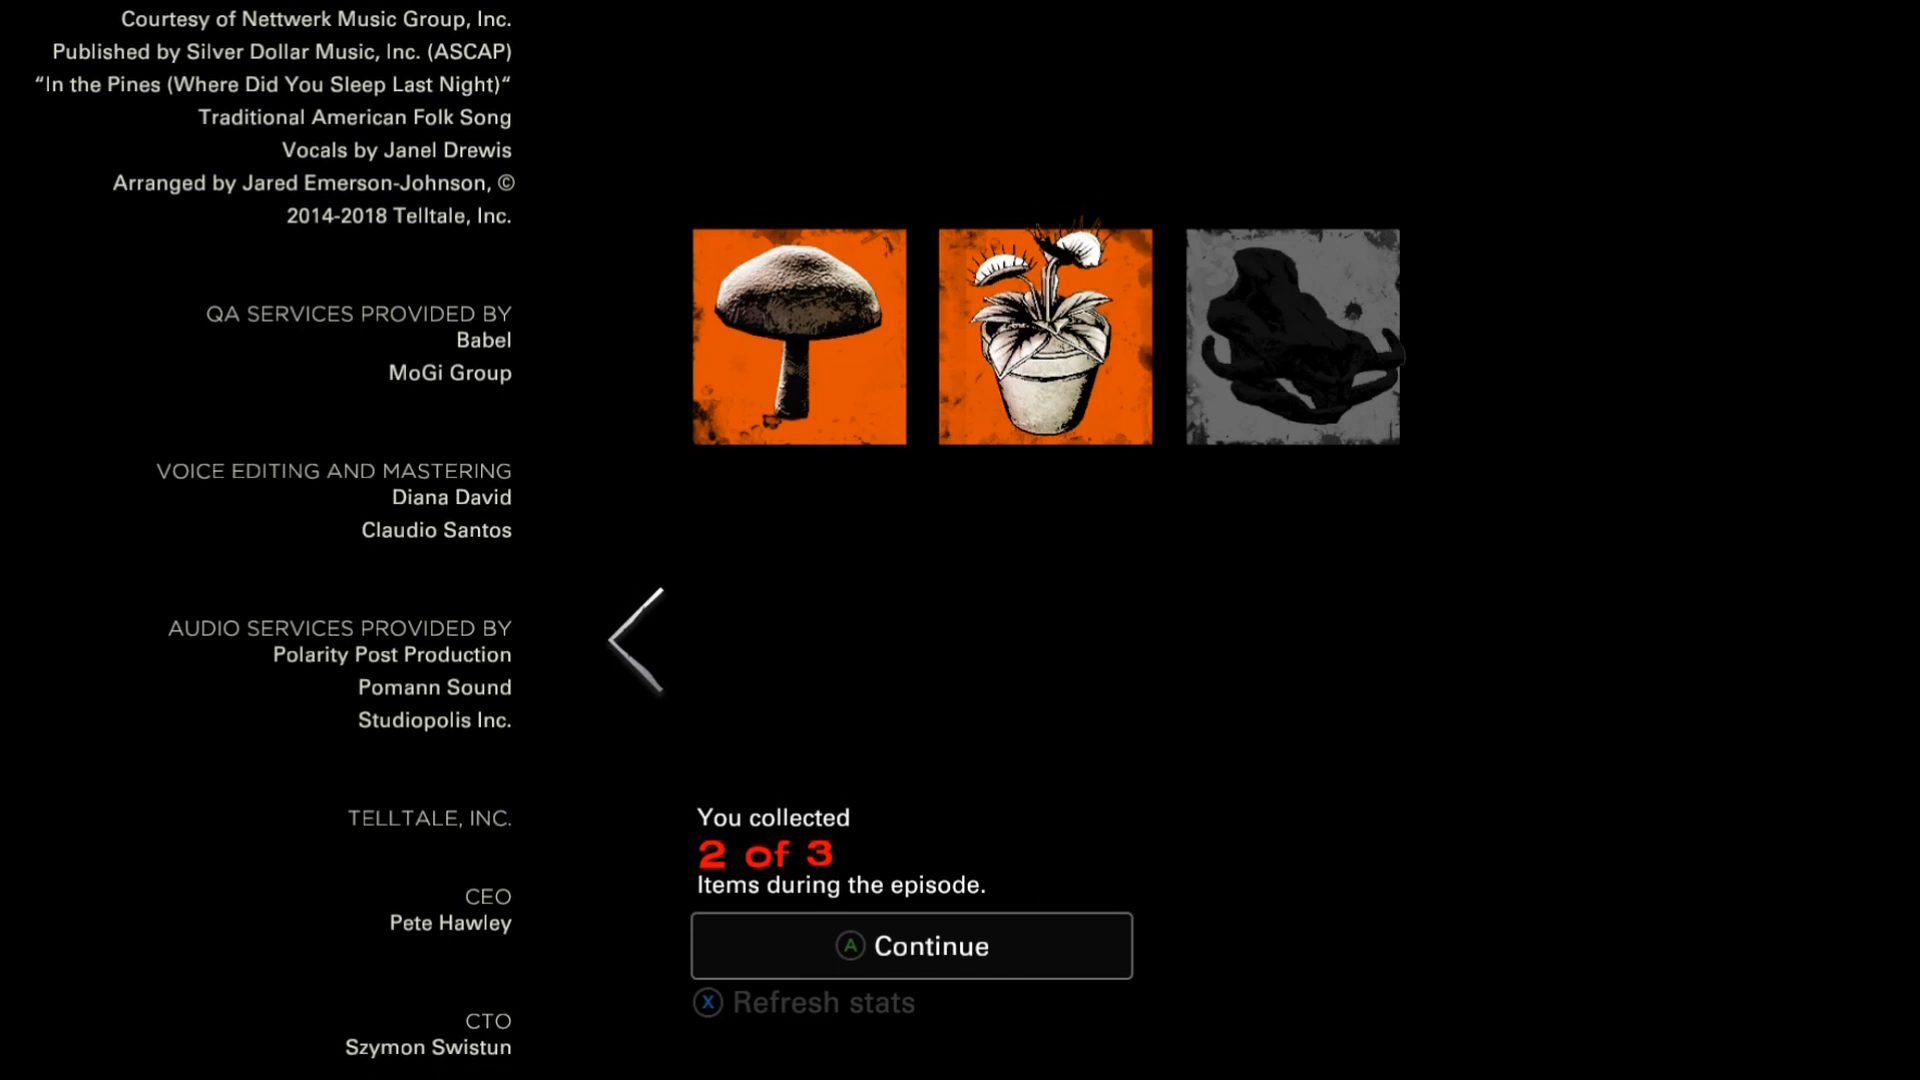 Courtesy of Nettwerk Music Group, Inc.
Published by Silver Dollar Music, Inc. (ASCAP)
“In the Pines (Where Did You Sleep Last Night)“
Traditional American Folk Song
Vocals by Janel Drewis
Arranged by Jared Emerson-Johnson, ©
2014-2018 Telltale, Inc.
QA SERVICES PROVIDED BY
Babel
MoGi Group
VOICE EDITING AND MASTERING
Diana David
Claudio Santos
AUDIO SERVICES PROVIDED BY
Polarity Post Production
Pomann Sound
Studiopolis Inc.
TELLTALE, INC.
CEO
Pete Hawley
CTO
Szymon Swistun
You collected
2 of 3
Items during the episode.
A Continue
X Refresh stats